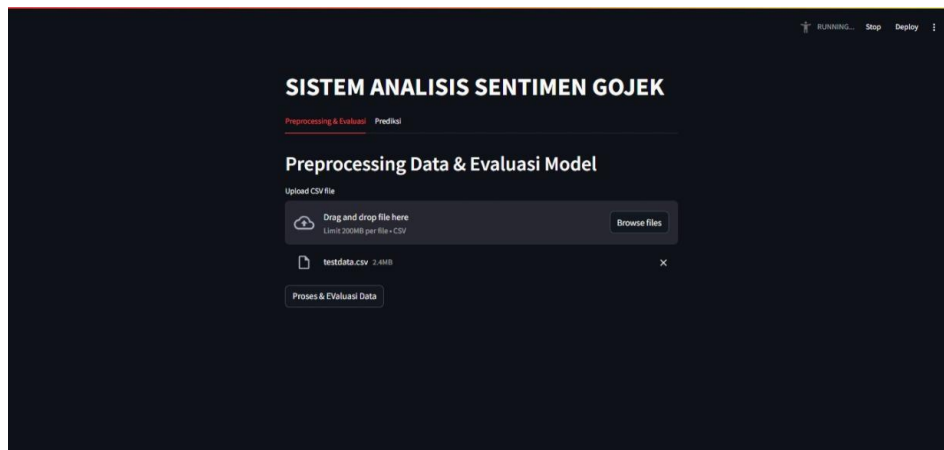 RUNNING... Stop Deploy
SISTEM ANALISIS SENTIMEN GOJEK
Preprocessing & Evaluasi Prediksi
Preprocessing Data & Evaluasi Model
Upload CSV file
Drag and drop file here
Limit 200MB per file • CSV
Browse files
testdata.csv 2.4MB
Proses & EValuasi Data